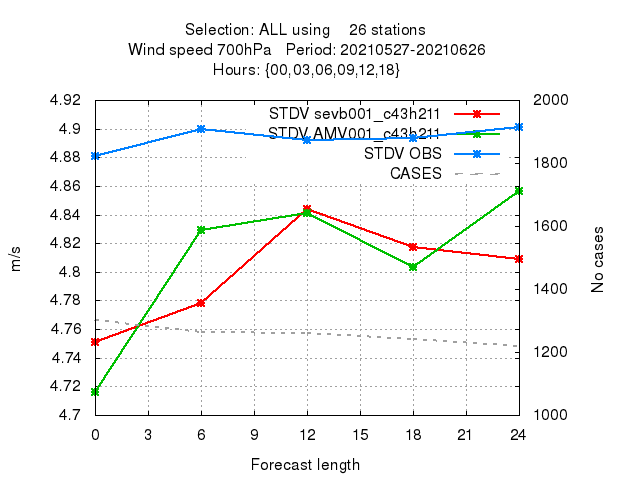 Selection: ALL using 26 stations
Wind speed 700hPa Period: 20210527-20210626
Hours: {00,03,06,09,12,18}
4.92
4.9
4.88
4.86
4.84
4.82
4.8
4.78
4.76
4.74
4.72
4.7
m/s
STDV sevb001_c43h211
STDV AMV001_c43h211
STDV OBS
CASES
2000
1800
1600
1400
1200
1000
No cases
0 3 6 9 12 15 18 21 24
Forecast length